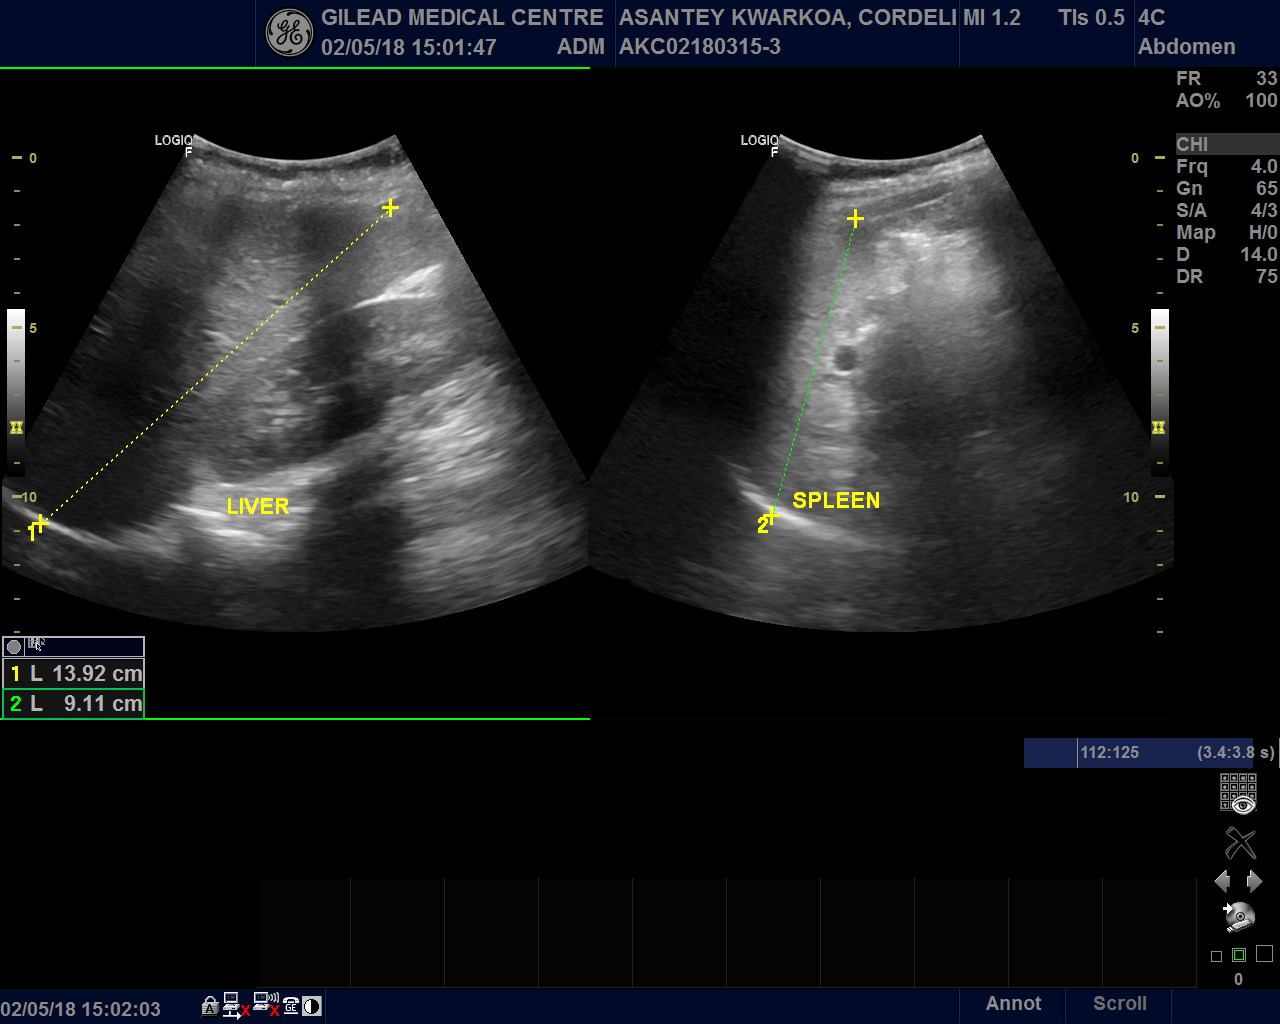 GILEAD MEDICAL CENTRE
02/05/18 15:01:47 ADM
ASANTEY KWARKOA, CORDELI
AKC02180315-3
MI 1.2 TIs 0.5
4C
Abdomen
FR 33
AO% 100
CHI
Frq 4.0
Gn 65
S/A 4/3
Map H/0
D 14.0
DR 75
LOGIQ
F
LOGIQ
F
0
5
10
0
5
10
LIVER
1
SPLEEN
2
1 L 13.92 cm
2 L 9.11 cm
112:125 (3.4:3.8 s)
0
02/05/18 15:02:03
A
GE
Annot
Scroll